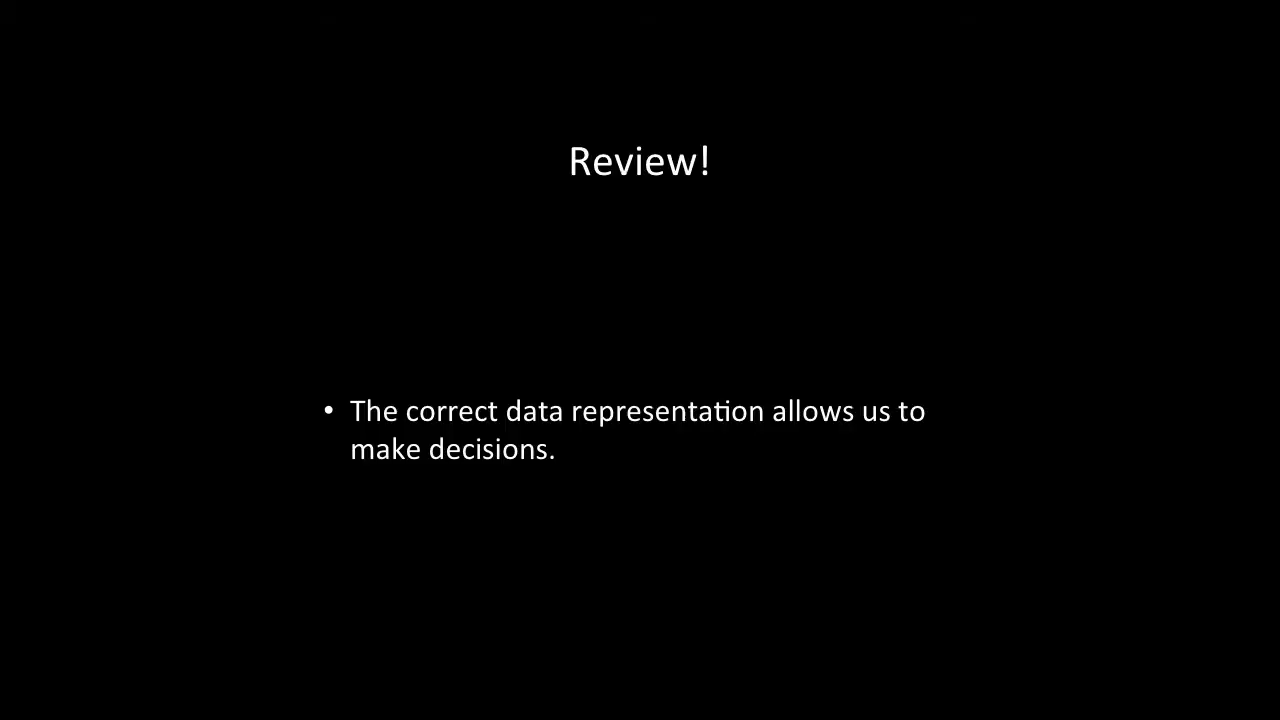 Review!
• The correct data representation allows us to
make decisions.